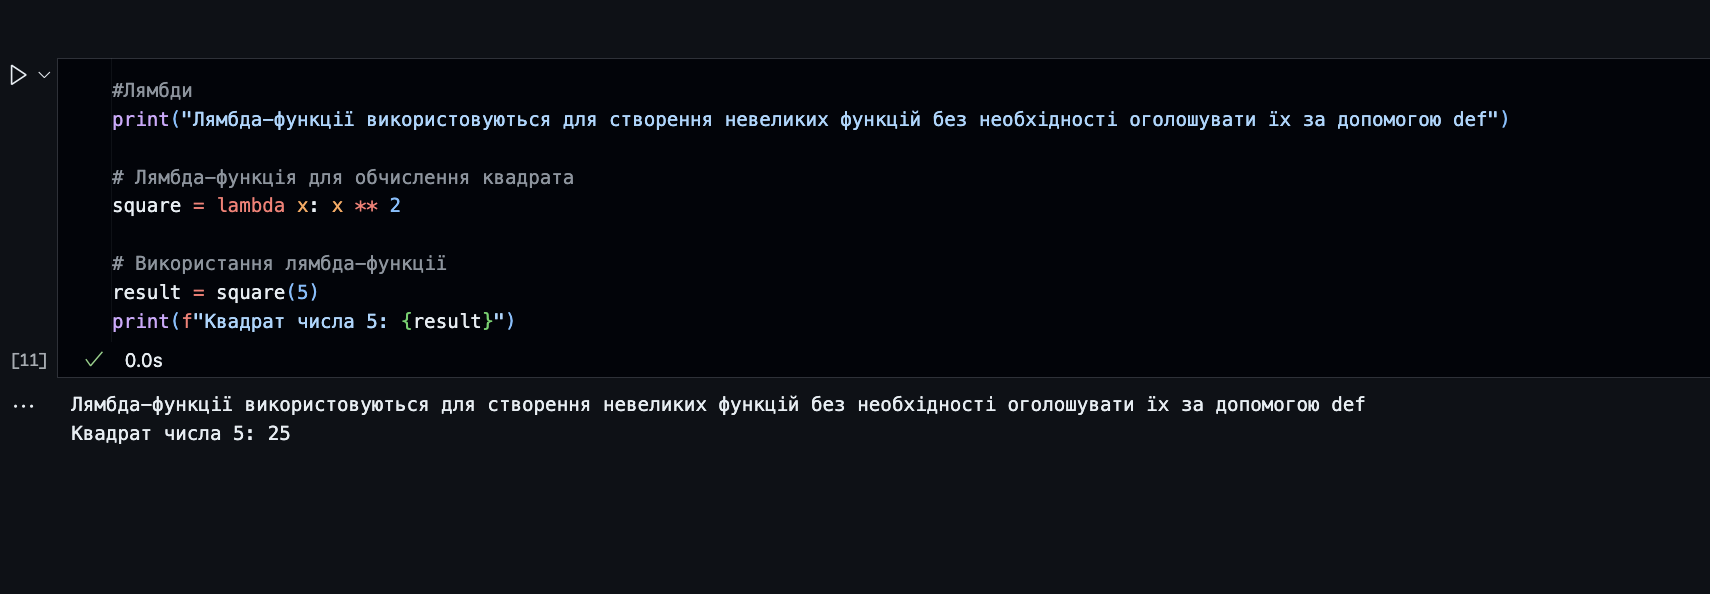 #Лямбди
print("Лямбда-функції використовуються для створення невеликих функцій без необхідності оголошувати їх за допомогою def")
# Лямбда-функція для обчислення квадрата
square = lambda x: x ** 2
# Використання лямбда-функції
result = square(5)
print(f"Квадрат числа 5: {result}")
[11] 0.0s
... Лямбда-функції використовуються для створення невеликих функцій без необхідності оголошувати їх за допомогою def
Квадрат числа 5: 25